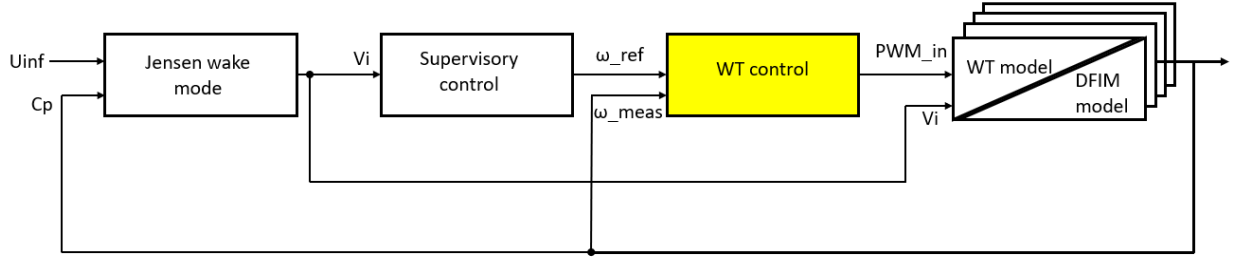 Uinf
Cp
Jensen wake
mode
Vi
Supervisory
control
ω_ref
ω_meas
WT control
PWM_in
Vi
WT model
DFIM
model